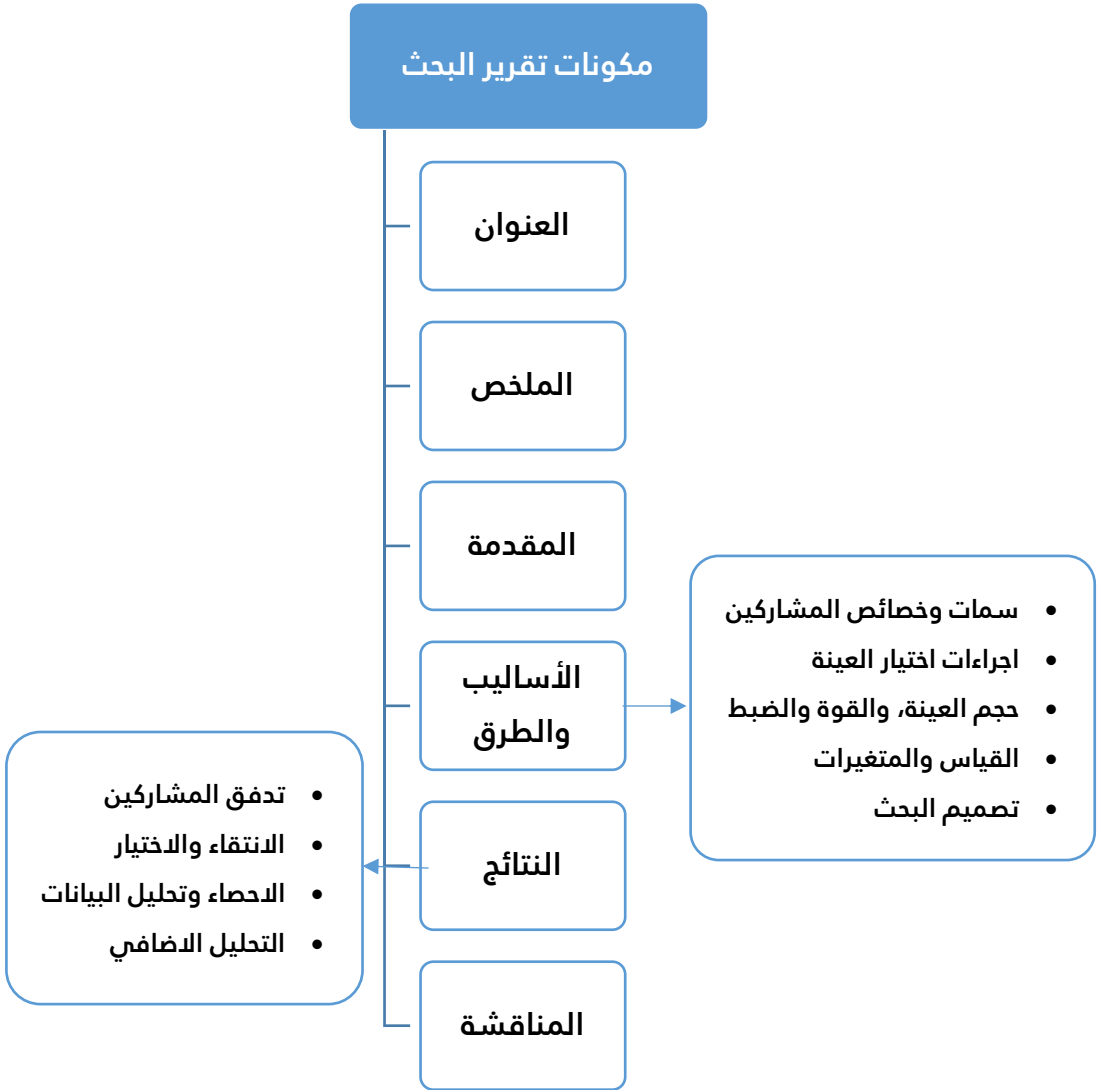 مكونات تقرير البحث
العنوان
الملخص
المقدمة
الأساليب
والطرق
• سمات وخصائص المشاركين
• اجراءات اختيار العينة
• حجم العينة، والقوة والضبط
• القياس والمتغيرات
• تصميم البحث
النتائج
• تدفق المشاركين
• الانتقاء والاختيار
• الاحصاء وتحليل البيانات
• التحليل الاضافي
المناقشة